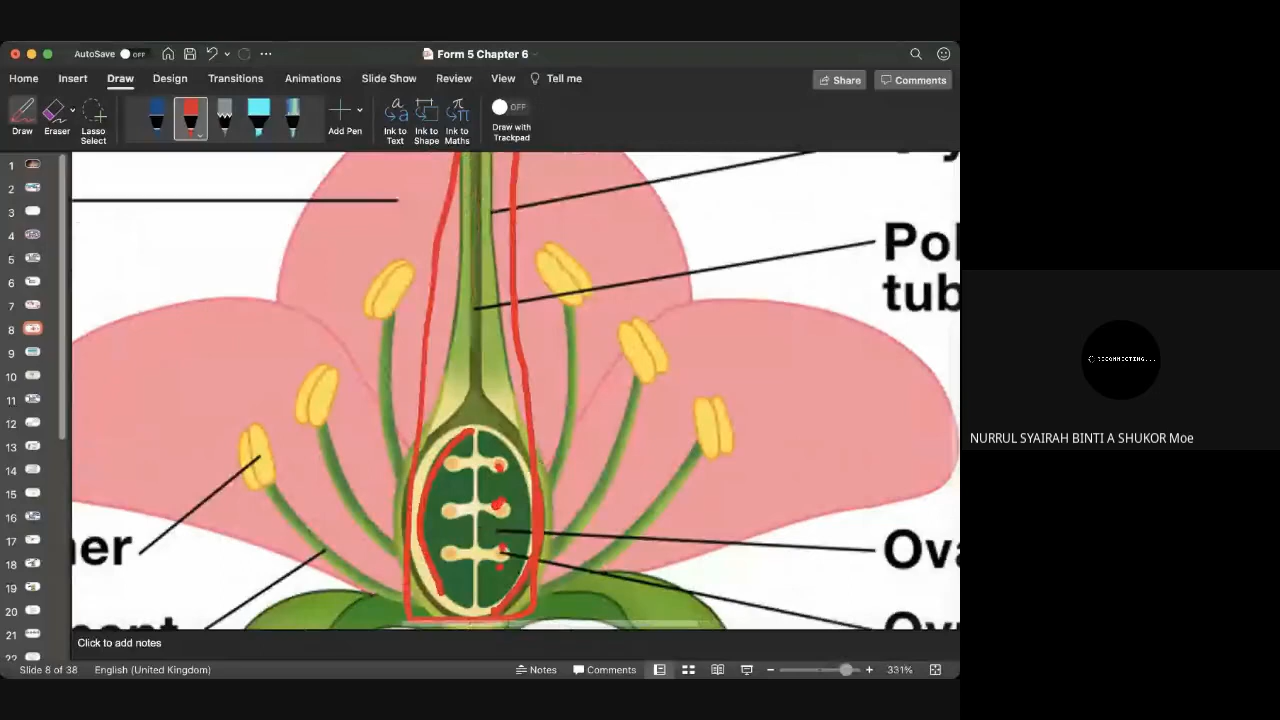 AutoSave OFF
Form 5 Chapter 6
Home Insert Draw Design Transitions Animations Slide Show Review View Tell me Share Comments
Draw Eraser Lasso Select Add Pen Ink to Text Ink to Shape Ink to Maths OFF Draw with Trackpad
1
2
3
4
5
6
7
8
9
10
11
12
13
14
15
16
17
18
19
20
21
22
Pol
tub
ner
Ova
RECONNECTING...
NURRUL SYAIRAH BINTI A SHUKOR Moe
Click to add notes
Slide 8 of 38 English (United Kingdom) Notes Comments 331%